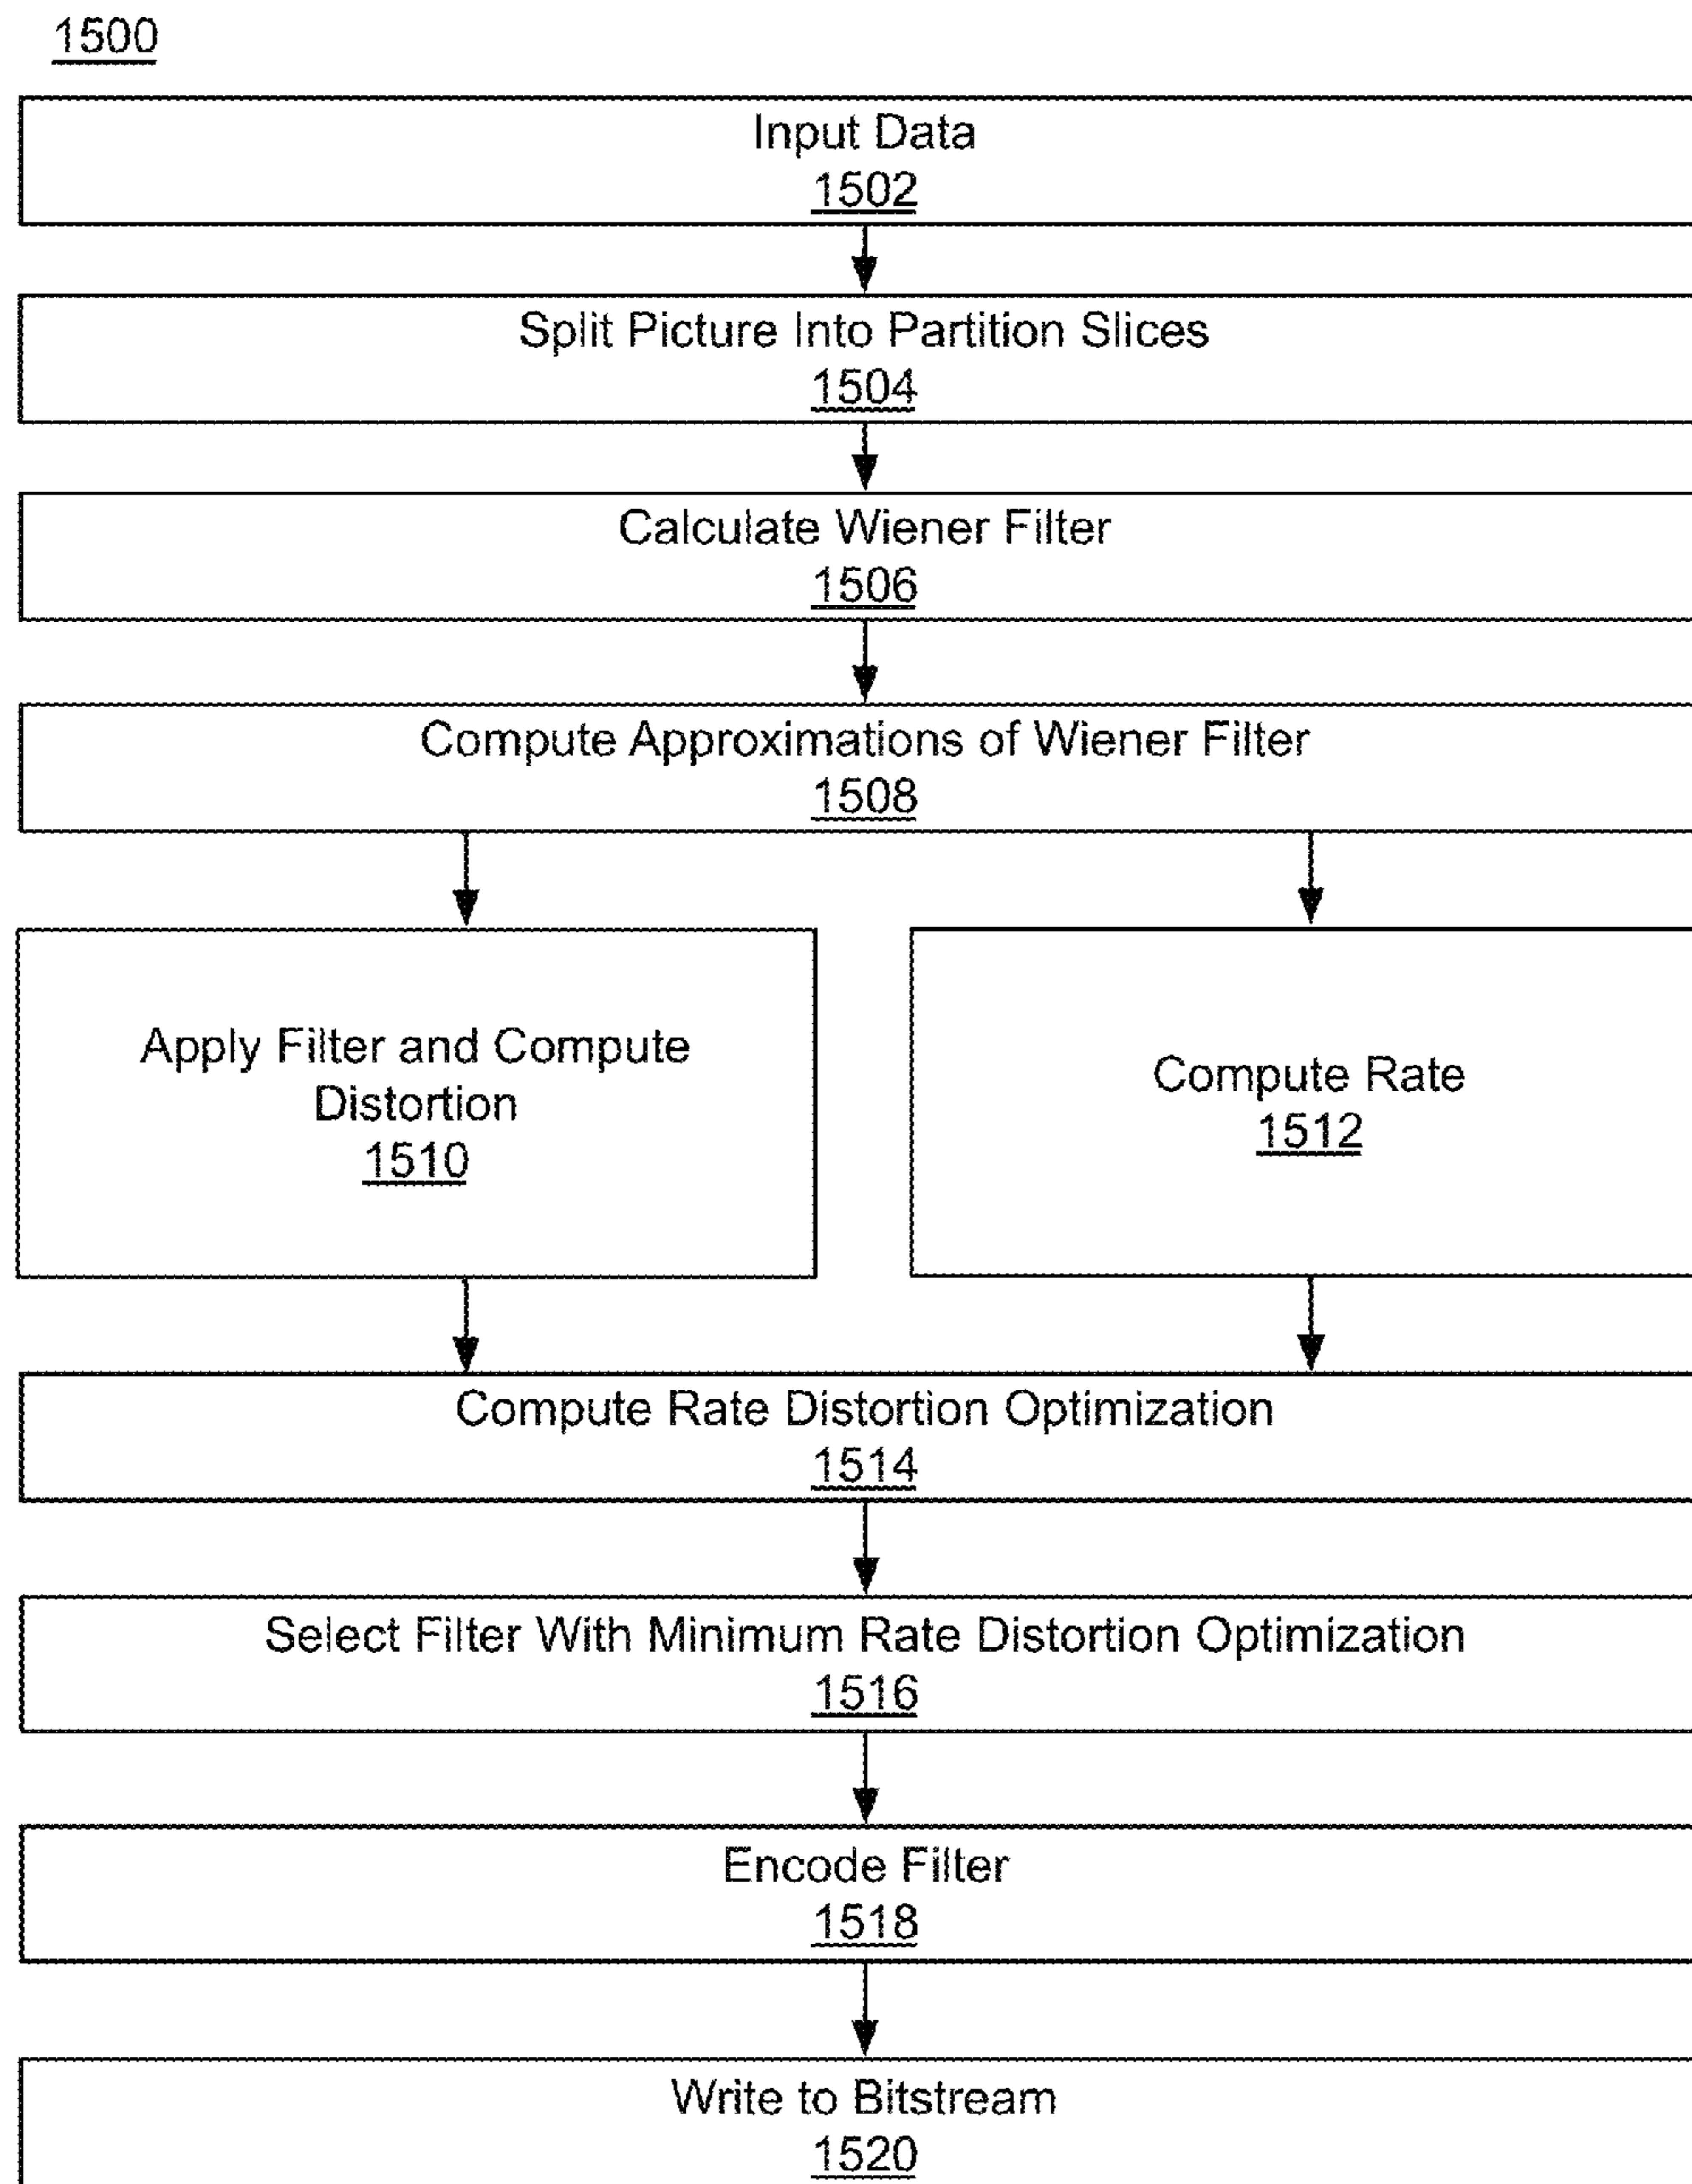 1500
Input Data
1502
Split Picture Into Partition Slices
1504
Calculate Wiener Filter
1506
Compute Approximations of Wiener Filter
1508
Apply Filter and Compute
Distortion
1510
Compute Rate
1512
Compute Rate Distortion Optimization
1514
Select Filter With Minimum Rate Distortion Optimization
1516
Encode Filter
1518
Write to Bitstream
1520